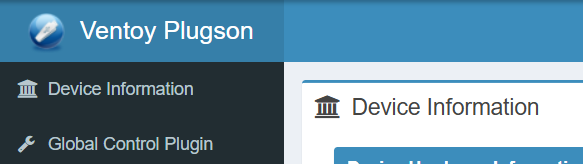 Ventoy Plugson
Device Information
Global Control Plugin
Device Information